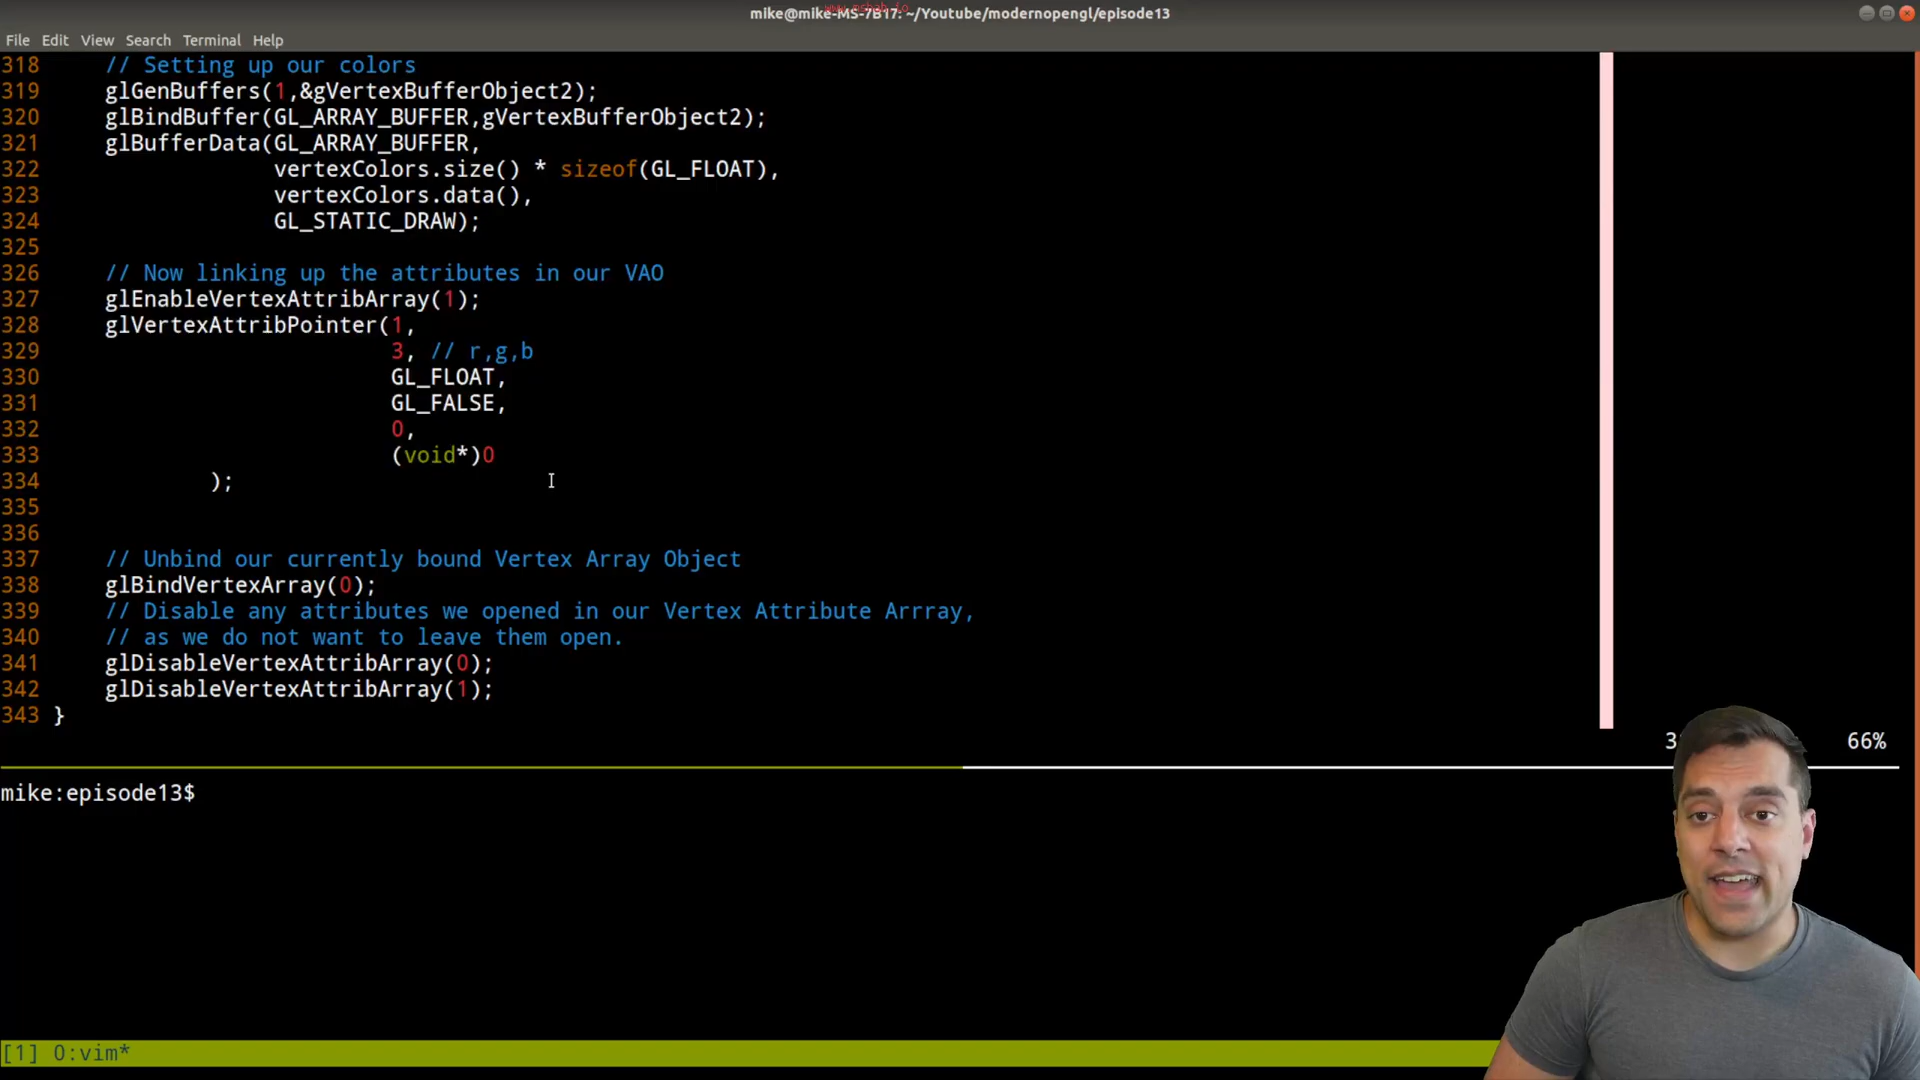 www.mshah.io
mike@mike-MS-7B17: ~/Youtube/modernopengl/episode13
File Edit View Search Terminal Help
318 // Setting up our colors
319 glGenBuffers(1,&gVertexBufferObject2);
320 glBindBuffer(GL_ARRAY_BUFFER,gVertexBufferObject2);
321 glBufferData(GL_ARRAY_BUFFER,
322 vertexColors.size() * sizeof(GL_FLOAT),
323 vertexColors.data(),
324 GL_STATIC_DRAW);
325
326 // Now linking up the attributes in our VAO
327 glEnableVertexAttribArray(1);
328 glVertexAttribPointer(1,
329 3, // r,g,b
330 GL_FLOAT,
331 GL_FALSE,
332 0,
333 (void*)0
334 );
335
336
337 // Unbind our currently bound Vertex Array Object
338 glBindVertexArray(0);
339 // Disable any attributes we opened in our Vertex Attribute Arrray,
340 // as we do not want to leave them open.
341 glDisableVertexAttribArray(0);
342 glDisableVertexAttribArray(1);
343 }
66%
mike:episode13$
[1] 0:vim*